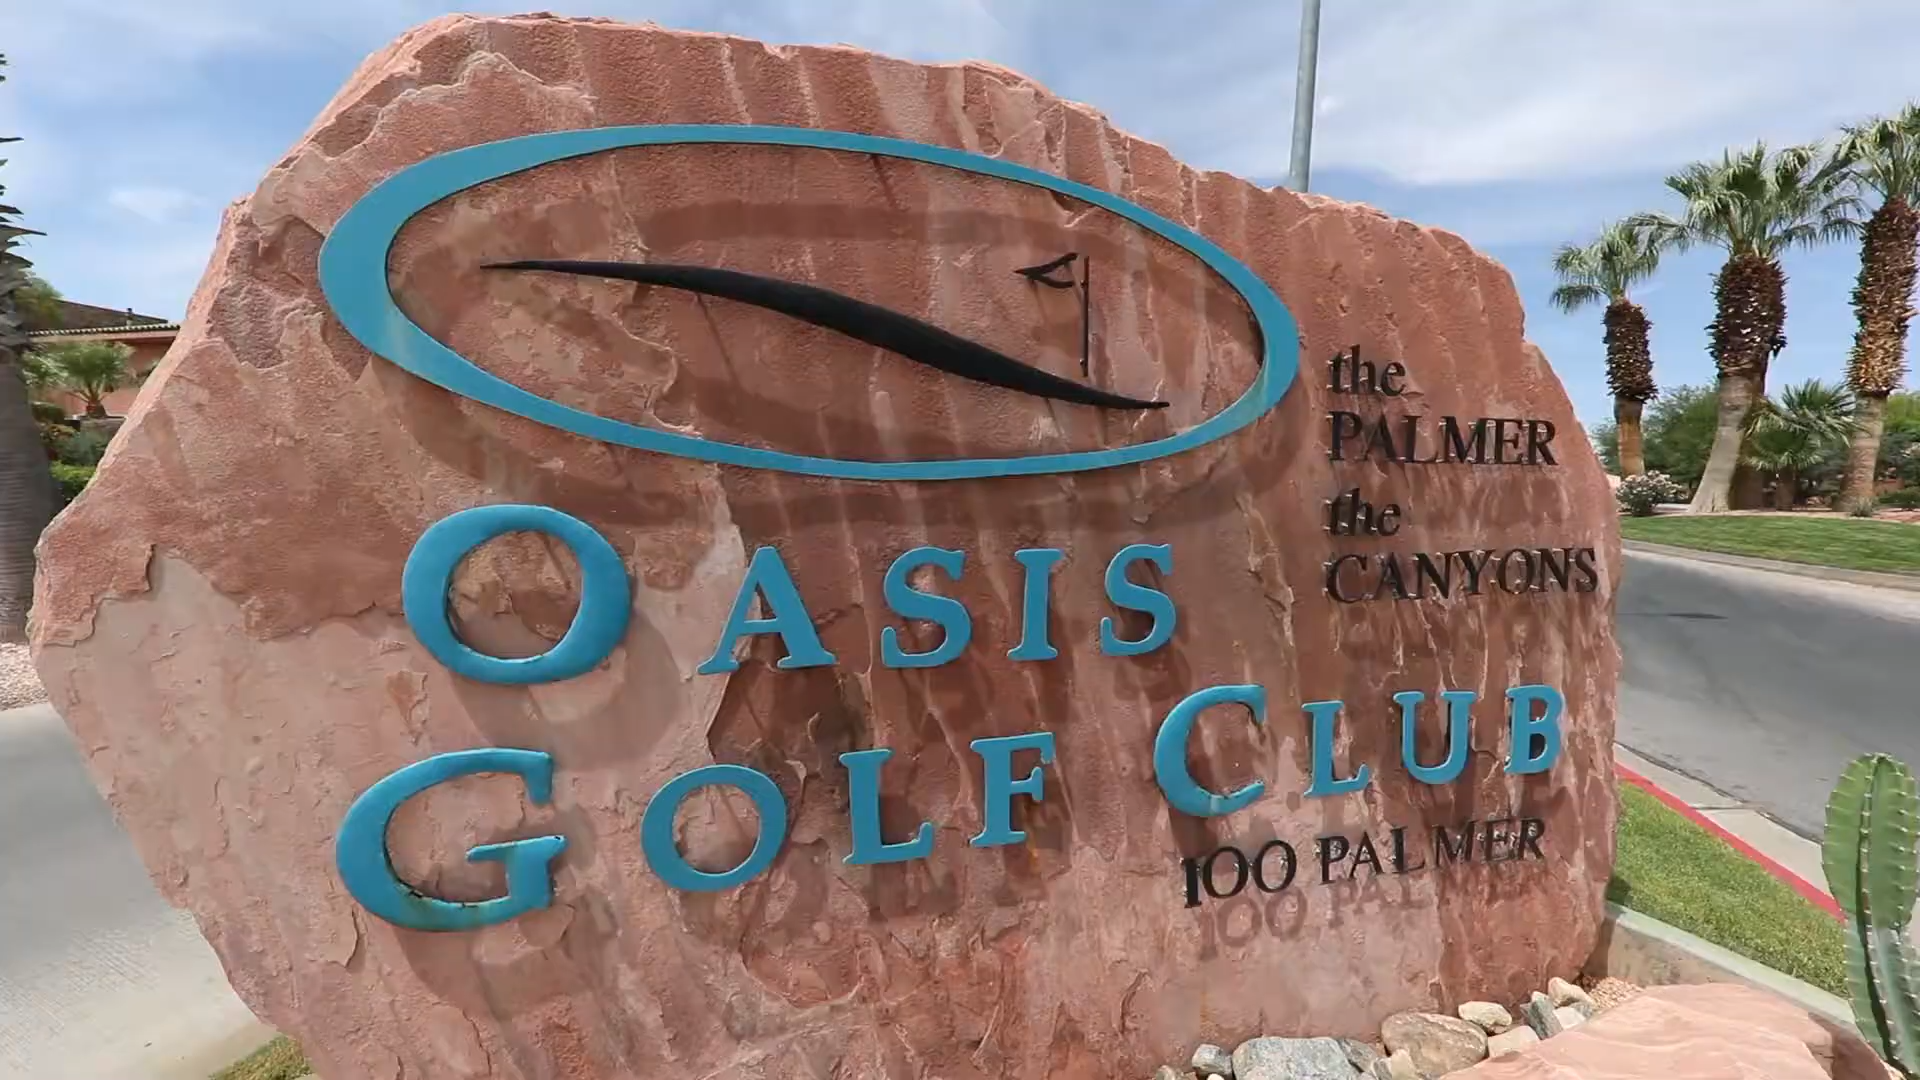 the
PALMER
the
CANYONS
OASIS
GOLF CLUB
100 PALMER